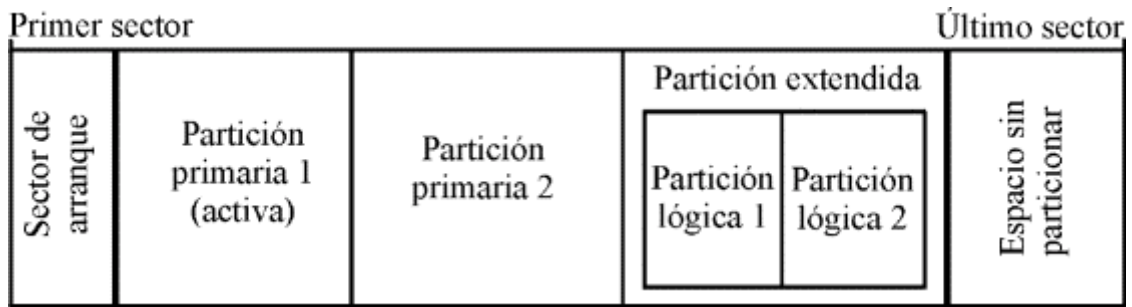 Primer sector
Último sector
Sector de
arranque
Partición
primaria 1
(activa)
Partición
primaria 2
Partición extendida
Partición
lógica 1
Partición
lógica 2
Espacio sin
particionar